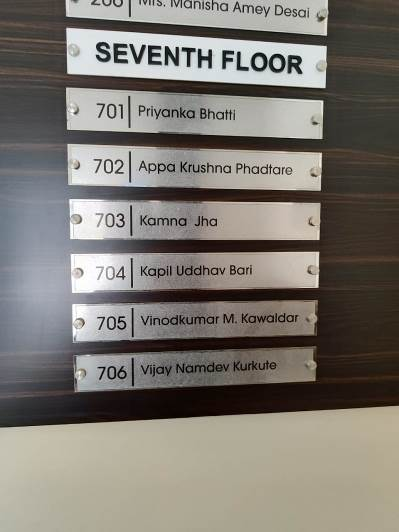 Mrs. Manisha Amey Desai
SEVENTH FLOOR
701 Priyanka Bhatti
702 Appa Krushna Phadtare
703 Kamna Jha
704 Kapil Uddhav Bari
705 Vinodkumar M. Kawaldar
706 Vijay Namdev Kurkute